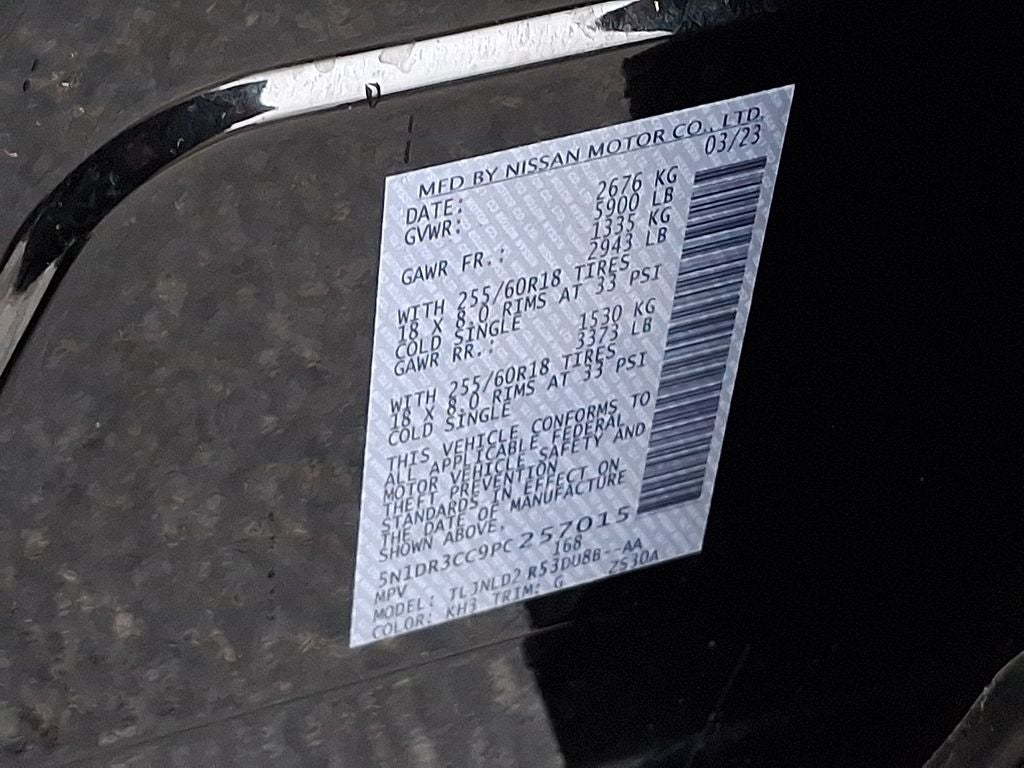 MFD BY NISSAN MOTOR CO., LTD.
DATE: 03/23
GVWR: 2676 KG
5900 LB
GAWR FR.: 1335 KG
2943 LB
WITH 255/60R18 TIRES
18 X 8.0 RIMS AT 33 PSI
COLD SINGLE
GAWR RR.: 1530 KG
3373 LB
WITH 255/60R18 TIRES
18 X 8.0 RIMS AT 33 PSI
COLD SINGLE
THIS VEHICLE CONFORMS TO
ALL APPLICABLE FEDERAL
MOTOR VEHICLE SAFETY AND
THEFT PREVENTION
STANDARDS IN EFFECT ON
THE DATE OF MANUFACTURE
SHOWN ABOVE.
5N1DR3CC9PC257015
MPV 168
MODEL: TLJNLD2 R53DU8B--AA
COLOR: KH3 TRIM: G ZS3DA